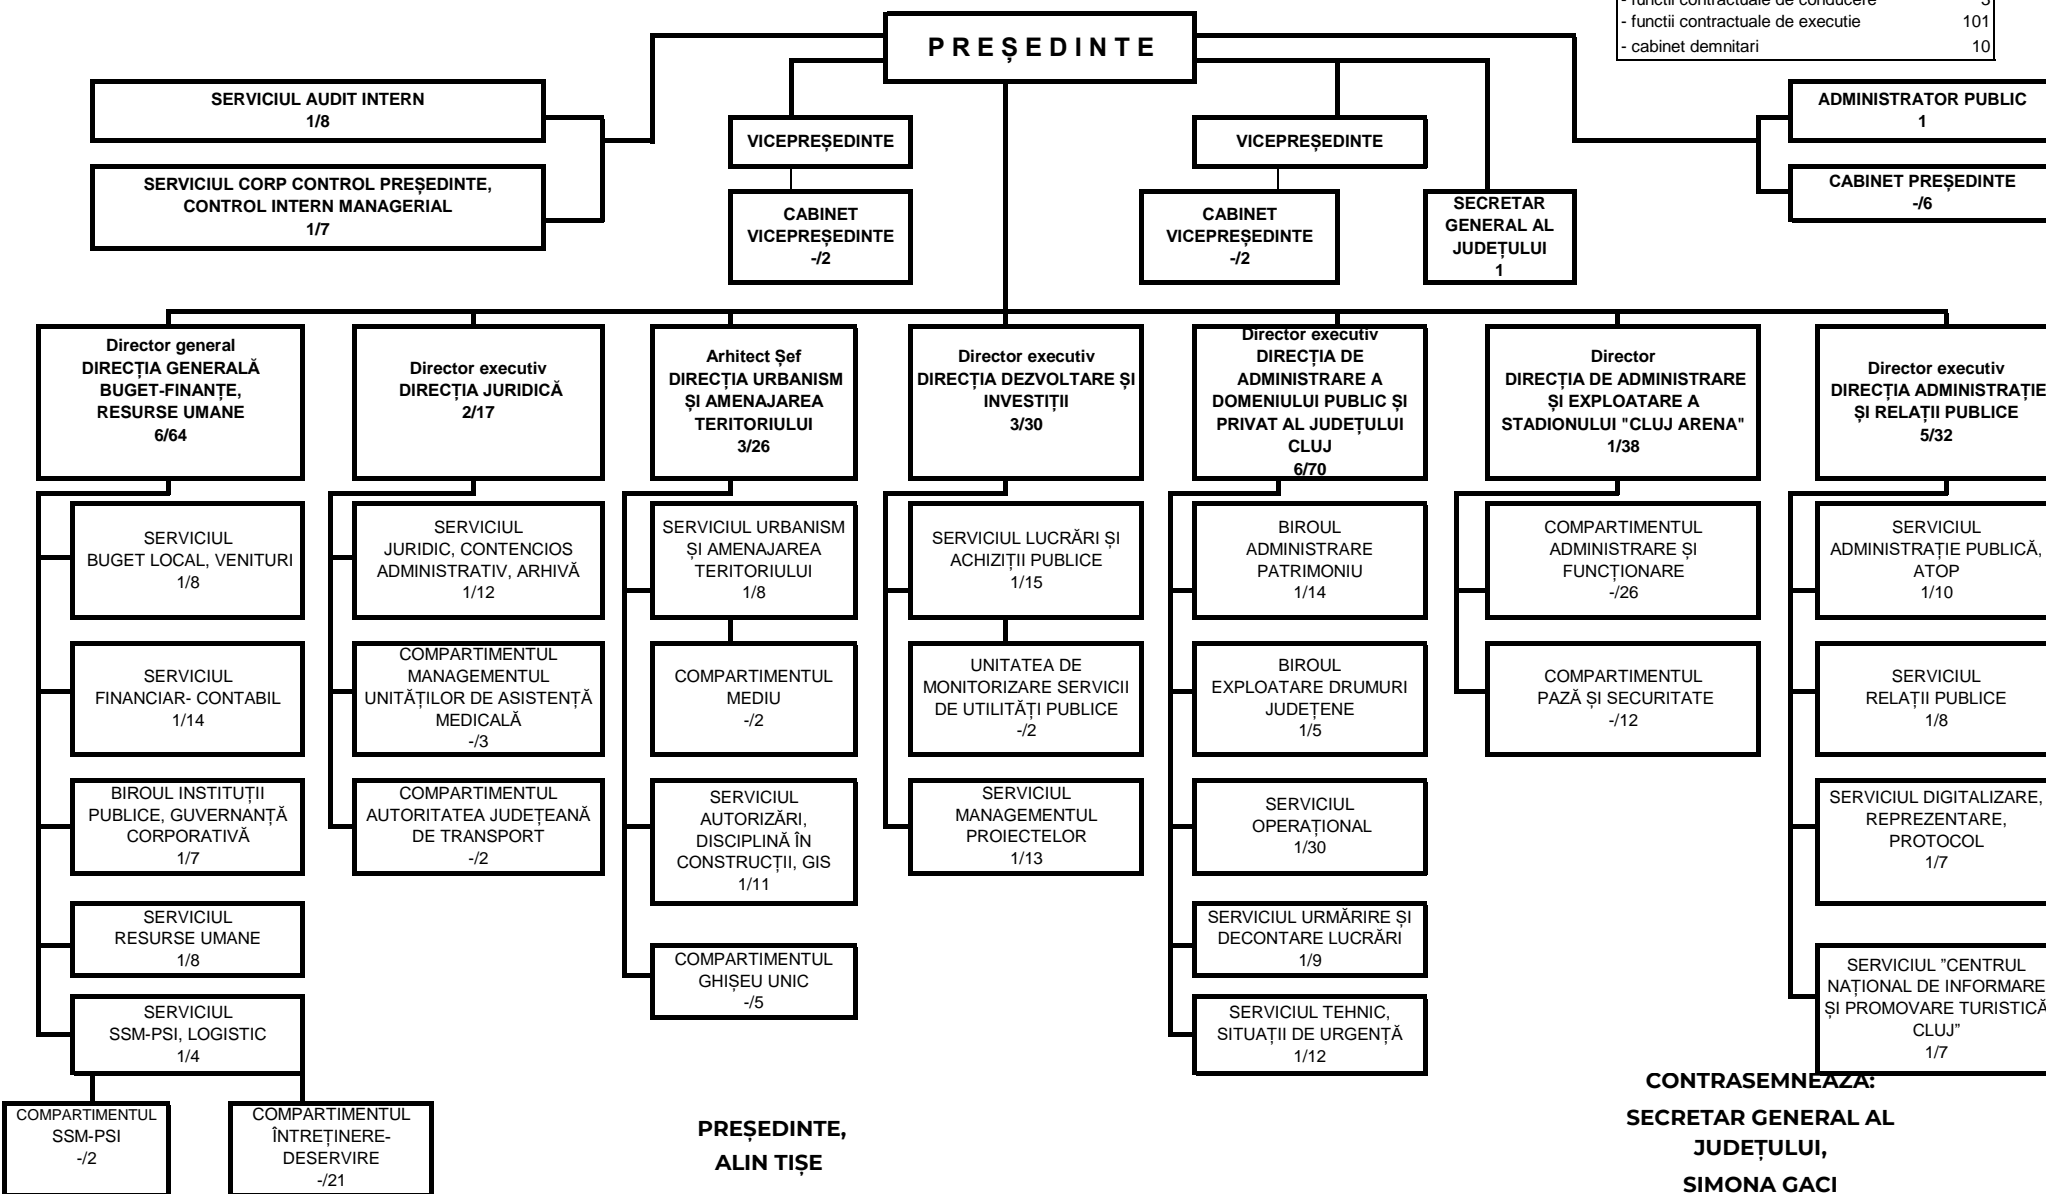 - functii contractuale de conducere 3
- functii contractuale de executie 101
- cabinet demnitari 10
PREȘEDINTE
SERVICIUL AUDIT INTERN
1/8
SERVICIUL CORP CONTROL PREȘEDINTE,
CONTROL INTERN MANAGERIAL
1/7
VICEPREȘEDINTE
CABINET
VICEPREȘEDINTE
-/2
VICEPREȘEDINTE
CABINET
VICEPREȘEDINTE
-/2
SECRETAR
GENERAL AL
JUDEȚULUI
1
ADMINISTRATOR PUBLIC
1
CABINET PREȘEDINTE
-/6
Director general
DIRECȚIA GENERALĂ
BUGET-FINANȚE,
RESURSE UMANE
6/64
Director executiv
DIRECȚIA JURIDICĂ
2/17
Arhitect Șef
DIRECȚIA URBANISM
ȘI AMENAJAREA
TERITORIULUI
3/26
Director executiv
DIRECȚIA DEZVOLTARE ȘI
INVESTIȚII
3/30
Director executiv
DIRECȚIA DE
ADMINISTRARE A
DOMENIULUI PUBLIC ȘI
PRIVAT AL JUDEȚULUI
CLUJ
6/70
Director
DIRECȚIA DE ADMINISTRARE
ȘI EXPLOATARE A
STADIONULUI "CLUJ ARENA"
1/38
Director executiv
DIRECȚIA ADMINISTRAȚIE
ȘI RELAȚII PUBLICE
5/32
SERVICIUL
BUGET LOCAL, VENITURI
1/8
SERVICIUL
FINANCIAR- CONTABIL
1/14
BIROUL INSTITUȚII
PUBLICE, GUVERNANȚĂ
CORPORATIVĂ
1/7
SERVICIUL
RESURSE UMANE
1/8
SERVICIUL
SSM-PSI, LOGISTIC
1/4
COMPARTIMENTUL
SSM-PSI
-/2
COMPARTIMENTUL
ÎNTREȚINERE-
DESERVIRE
-/21
SERVICIUL
JURIDIC, CONTENCIOS
ADMINISTRATIV, ARHIVĂ
1/12
COMPARTIMENTUL
MANAGEMENTUL
UNITĂȚILOR DE ASISTENȚĂ
MEDICALĂ
-/3
COMPARTIMENTUL
AUTORITATEA JUDEȚEANĂ
DE TRANSPORT
-/2
SERVICIUL URBANISM
ȘI AMENAJAREA
TERITORIULUI
1/8
COMPARTIMENTUL
MEDIU
-/2
SERVICIUL
AUTORIZĂRI,
DISCIPLINĂ ÎN
CONSTRUCȚII, GIS
1/11
COMPARTIMENTUL
GHIȘEU UNIC
-/5
SERVICIUL LUCRĂRI ȘI
ACHIZIȚII PUBLICE
1/15
UNITATEA DE
MONITORIZARE SERVICII
DE UTILITĂȚI PUBLICE
-/2
SERVICIUL
MANAGEMENTUL
PROIECTELOR
1/13
BIROUL
ADMINISTRARE
PATRIMONIU
1/14
BIROUL
EXPLOATARE DRUMURI
JUDEȚENE
1/5
SERVICIUL
OPERAȚIONAL
1/30
SERVICIUL URMĂRIRE ȘI
DECONTARE LUCRĂRI
1/9
SERVICIUL TEHNIC,
SITUAȚII DE URGENȚĂ
1/12
COMPARTIMENTUL
ADMINISTRARE ȘI
FUNCȚIONARE
-/26
COMPARTIMENTUL
PAZĂ ȘI SECURITATE
-/12
SERVICIUL
ADMINISTRAȚIE PUBLICĂ,
ATOP
1/10
SERVICIUL
RELAȚII PUBLICE
1/8
SERVICIUL DIGITALIZARE,
REPREZENTARE,
PROTOCOL
1/7
SERVICIUL "CENTRUL
NAȚIONAL DE INFORMARE
ȘI PROMOVARE TURISTICĂ
CLUJ”
1/7
PREȘEDINTE,
ALIN TIȘE
CONTRASEMNEAZĂ:
SECRETAR GENERAL AL
JUDEȚULUI,
SIMONA GACI